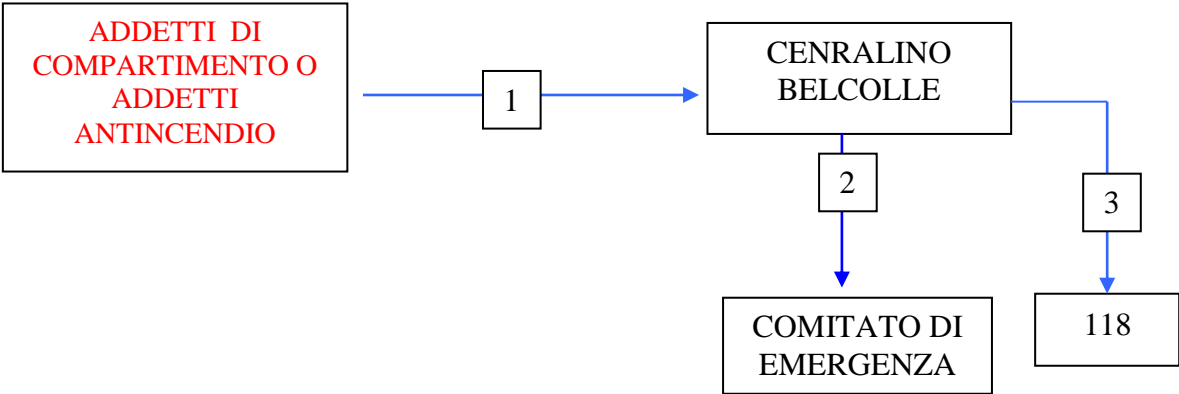 ADDETTI DI
COMPARTIMENTO O
ADDETTI
ANTINCENDIO
1
CENRALINO
BELCOLLE
2
3
COMITATO DI
EMERGENZA
118